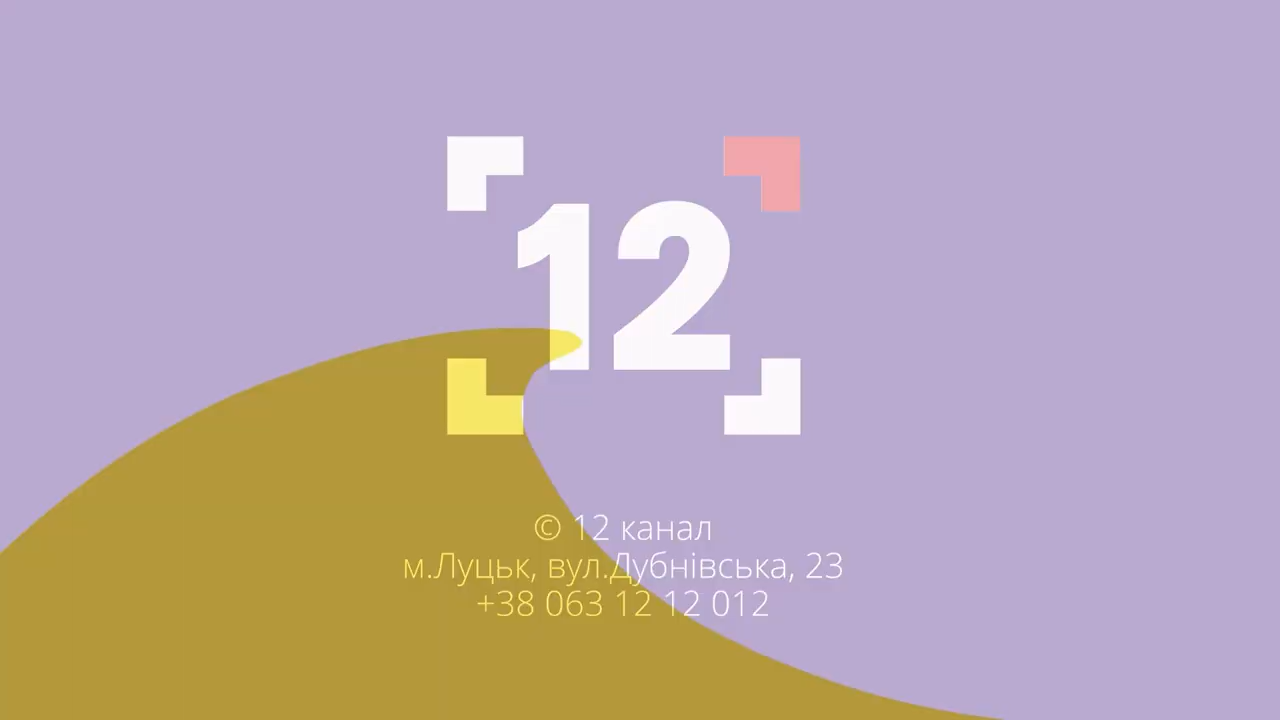 12
© 12 канал
м.Луцьк, вул.Дубнівська, 23
+38 063 12 12 012